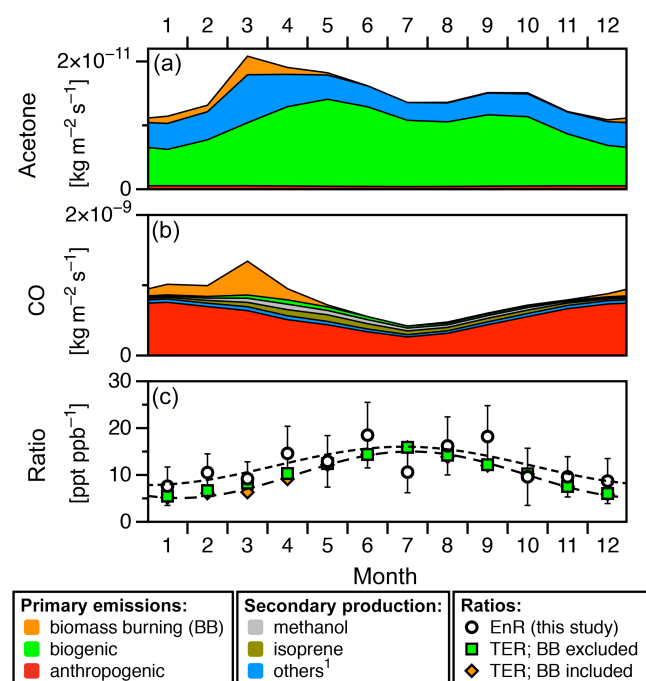 1 2 3 4 5 6 7 8 9 10 11 12
2×10⁻¹¹
(a)
Acetone
[kg m⁻² s⁻¹]
0
2×10⁻⁹
(b)
CO
[kg m⁻² s⁻¹]
0
30
(c)
20
Ratio
[ppt ppb⁻¹]
10
0
1 2 3 4 5 6 7 8 9 10 11 12
Month
Primary emissions:
biomass burning (BB)
biogenic
anthropogenic
Secondary production:
methanol
isoprene
others¹
Ratios:
EnR (this study)
TER; BB excluded
TER; BB included